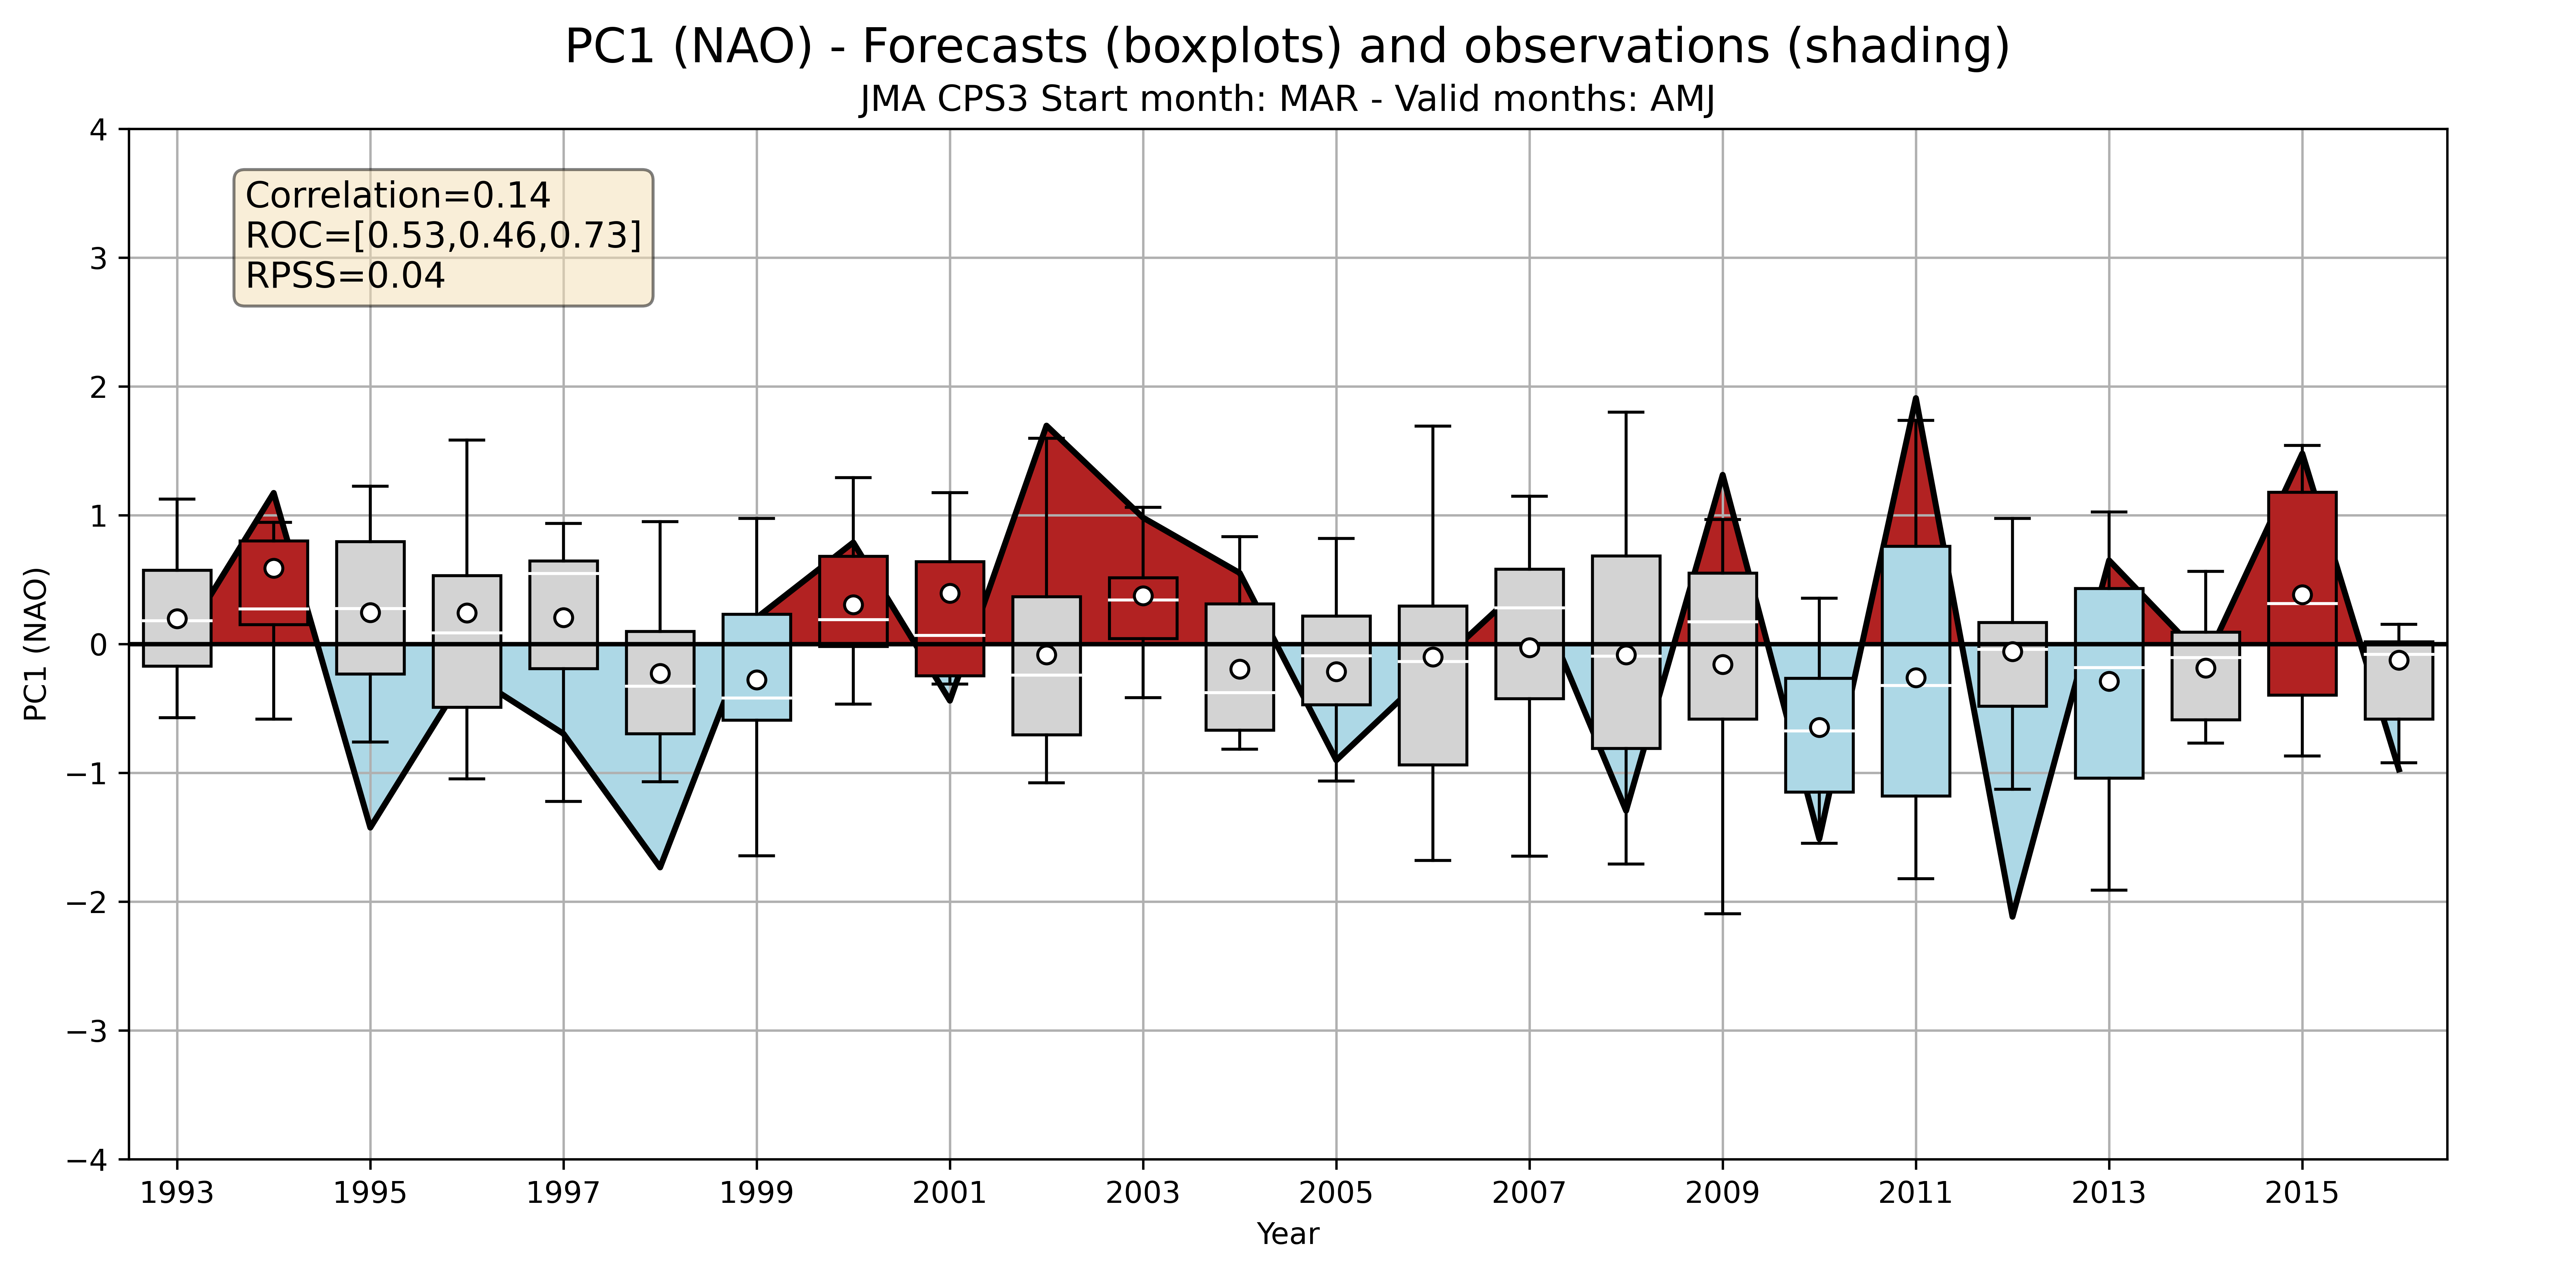 PC1 (NAO) - Forecasts (boxplots) and observations (shading)
JMA CPS3 Start month: MAR - Valid months: AMJ
Correlation=0.14
ROC=[0.53,0.46,0.73]
RPSS=0.04
PC1 (NAO)
4
3
2
1
0
−1
−2
−3
−4
1993 1995 1997 1999 2001 2003 2005 2007 2009 2011 2013 2015
Year